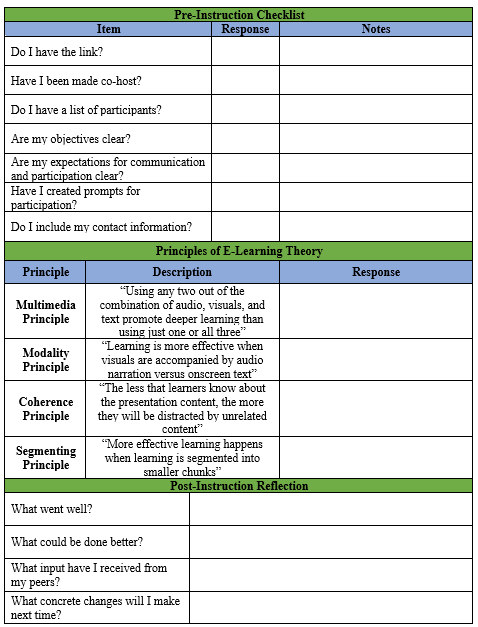 Pre-Instruction Checklist
Item Response Notes
Do I have the link?
Have I been made co-host?
Do I have a list of participants?
Are my objectives clear?
Are my expectations for communication
and participation clear?
Have I created prompts for
participation?
Do I include my contact information?
Principles of E-Learning Theory
Principle Description Response
Multimedia
Principle
“Using any two out of the
combination of audio, visuals, and
text promote deeper learning than
using just one or all three”
Modality
Principle
“Learning is more effective when
visuals are accompanied by audio
narration versus onscreen text”
Coherence
Principle
“The less that learners know about
the presentation content, the more
they will be distracted by unrelated
content”
Segmenting
Principle
“More effective learning happens
when learning is segmented into
smaller chunks”
Post-Instruction Reflection
What went well?
What could be done better?
What input have I received from
my peers?
What concrete changes will I make
next time?